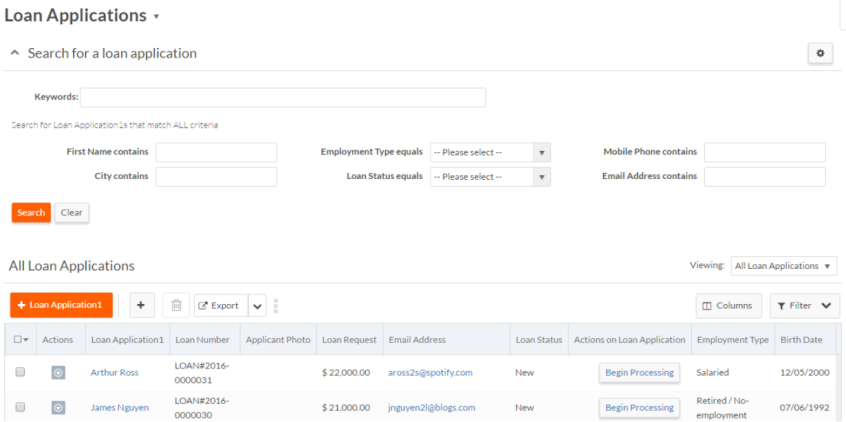 Loan Applications
Search for a loan application
Keywords:
Search for Loan Application1s that match ALL criteria
First Name contains Employment Type equals -- Please select -- Mobile Phone contains
City contains Loan Status equals -- Please select -- Email Address contains
Search Clear
All Loan Applications Viewing: All Loan Applications
+ Loan Application1 + Export Columns Filter
Actions Loan Application1 Loan Number Applicant Photo Loan Request Email Address Loan Status Actions on Loan Application Employment Type Birth Date
Arthur Ross LOAN#2016- $ 22,000.00 aross2s@spotify.com New Begin Processing Salaried 12/05/2000
0000031
James Nguyen LOAN#2016- $ 21,000.00 jnguyen2l@blogs.com New Begin Processing Retired / No- 07/06/1992
0000030 employment